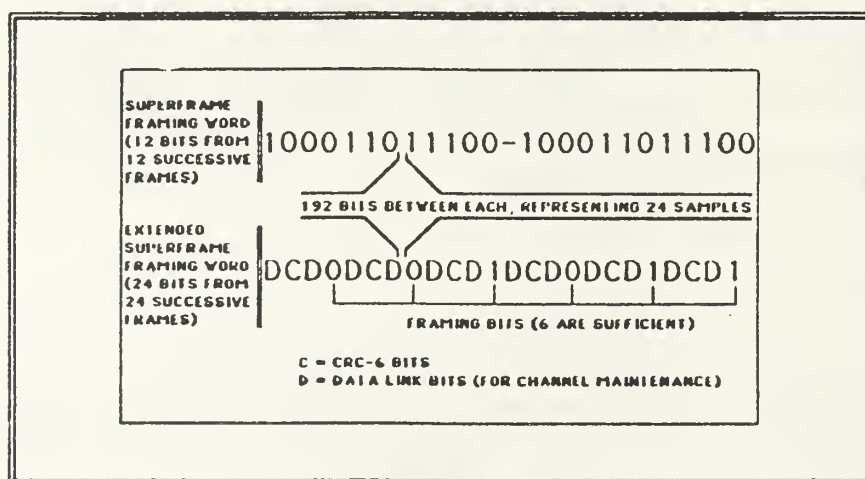 SUPERFRAME
FRAMING WORD
(12 BITS FROM
12 SUCCESSIVE
FRAMES)
100011011100-100011011100
192 BITS BETWEEN EACH, REPRESENTING 24 SAMPLES
EXTENDED
SUPERFRAME
FRAMING WORD
(24 BITS FROM
24 SUCCESSIVE
FRAMES)
DCD0DCD0DCD1DCD0DCD1DCD1
FRAMING BITS (6 ARE SUFFICIENT)
C = CRC-6 BITS
D = DATA LINK BITS (FOR CHANNEL MAINTENANCE)